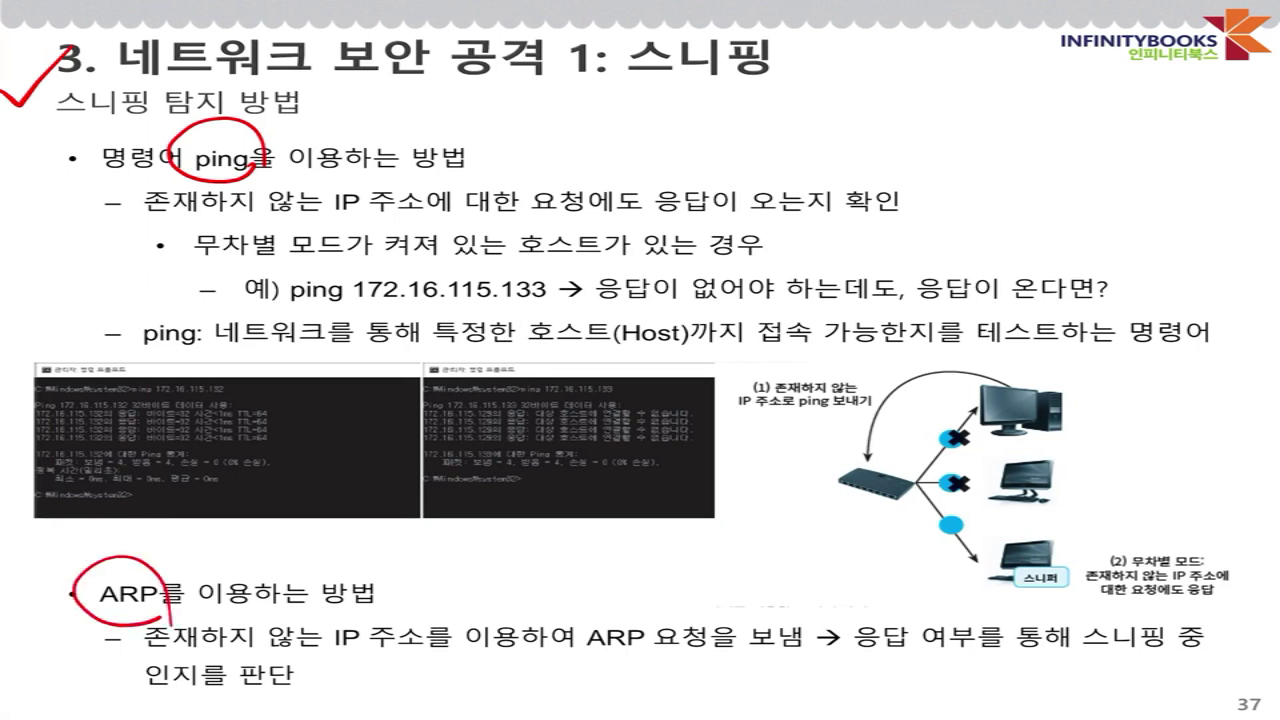 INFINITYBOOKS
인피니티북스
3. 네트워크 보안 공격 1: 스니핑
스니핑 탐지 방법
• 명령어 ping을 이용하는 방법
– 존재하지 않는 IP 주소에 대한 요청에도 응답이 오는지 확인
• 무차별 모드가 켜져 있는 호스트가 있는 경우
– 예) ping 172.16.115.133 → 응답이 없어야 하는데도, 응답이 온다면?
– ping: 네트워크를 통해 특정한 호스트(Host)까지 접속 가능한지를 테스트하는 명령어
관리자: 명령 프롬프트
C:\Windows\system32>ping 172.16.115.132
Ping 172.16.115.132 32바이트 데이터 사용:
172.16.115.132의 응답: 바이트=32 시간<1ms TTL=64
172.16.115.132의 응답: 바이트=32 시간<1ms TTL=64
172.16.115.132의 응답: 바이트=32 시간<1ms TTL=64
172.16.115.132의 응답: 바이트=32 시간<1ms TTL=64
172.16.115.132에 대한 Ping 통계:
패킷: 보냄 = 4, 받음 = 4, 손실 = 0 (0% 손실),
왕복 시간(밀리초):
최소 = 0ms, 최대 = 0ms, 평균 = 0ms
C:\Windows\system32>
관리자: 명령 프롬프트
C:\Windows\system32>ping 172.16.115.133
Ping 172.16.115.133 32바이트 데이터 사용:
172.16.115.129의 응답: 대상 호스트에 연결할 수 없습니다.
172.16.115.129의 응답: 대상 호스트에 연결할 수 없습니다.
172.16.115.129의 응답: 대상 호스트에 연결할 수 없습니다.
172.16.115.129의 응답: 대상 호스트에 연결할 수 없습니다.
172.16.115.133에 대한 Ping 통계:
패킷: 보냄 = 4, 받음 = 4, 손실 = 0 (0% 손실),
C:\Windows\system32>
(1) 존재하지 않는
IP 주소로 ping 보내기
스니퍼
(2) 무차별 모드:
존재하지 않는 IP 주소에
대한 요청에도 응답
• ARP를 이용하는 방법
– 존재하지 않는 IP 주소를 이용하여 ARP 요청을 보냄 → 응답 여부를 통해 스니핑 중
인지를 판단
37